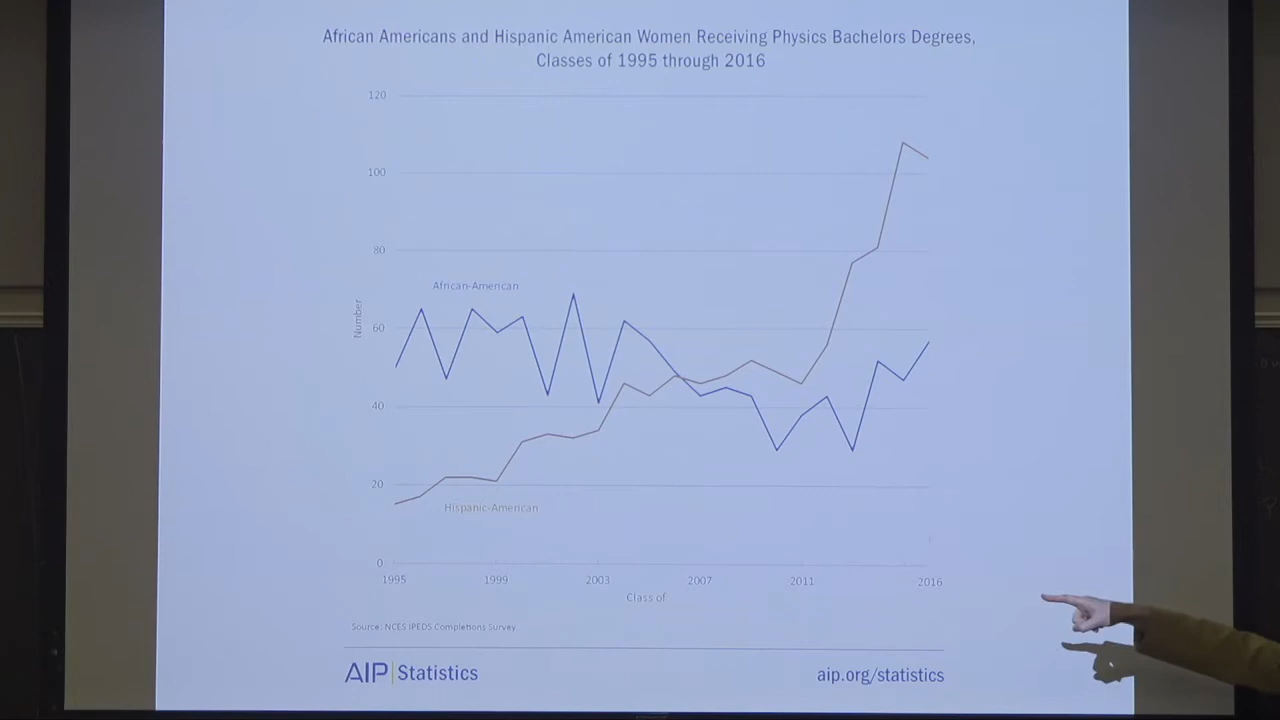 African Americans and Hispanic American Women Receiving Physics Bachelors Degrees,
Classes of 1995 through 2016
120
100
80
African-American
Number
60
40
20
Hispanic-American
0
1995 1999 2003 2007 2011 2016
Class of
Source: NCES IPEDS Completions Survey
AIP Statistics
aip.org/statistics